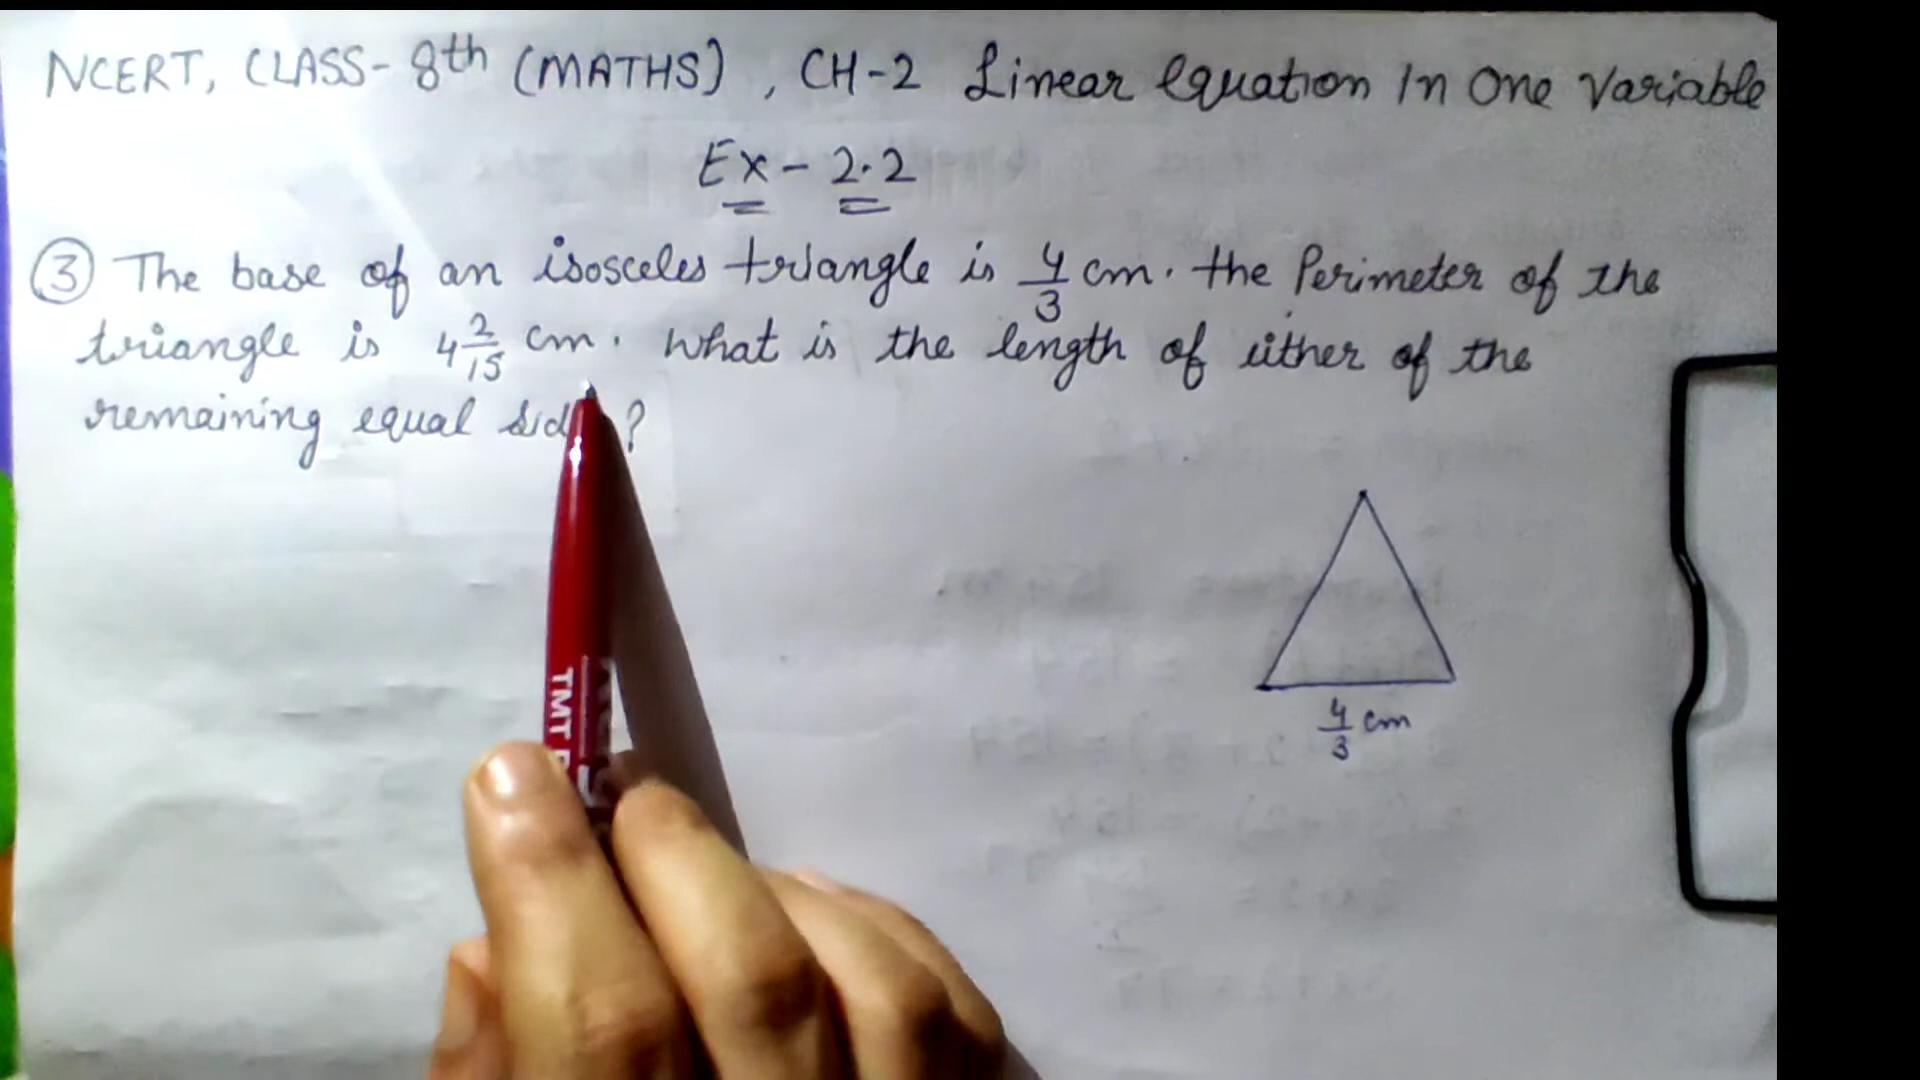 NCERT, CLASS-8th (MATHS), CH-2 Linear Equation In One Variable
Ex-2.2
③ The base of an isosceles triangle is 4/3 cm. the Perimeter of the
triangle is 4 2/15 cm. What is the length of either of the
remaining equal ?
4/3 cm
TMT